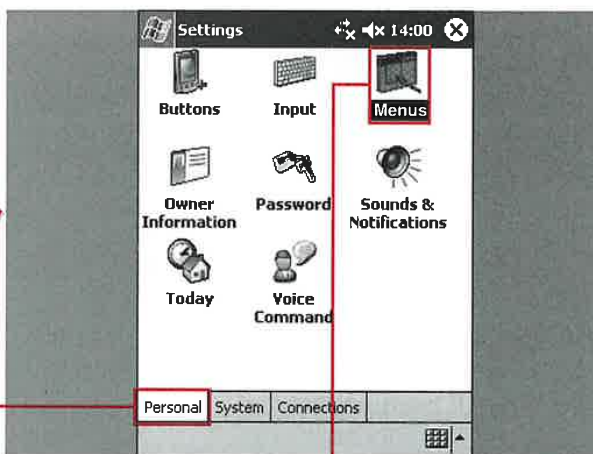 Settings 14:00
Buttons Input Menus
Owner Information Password Sounds & Notifications
Today Voice Command
Personal System Connections